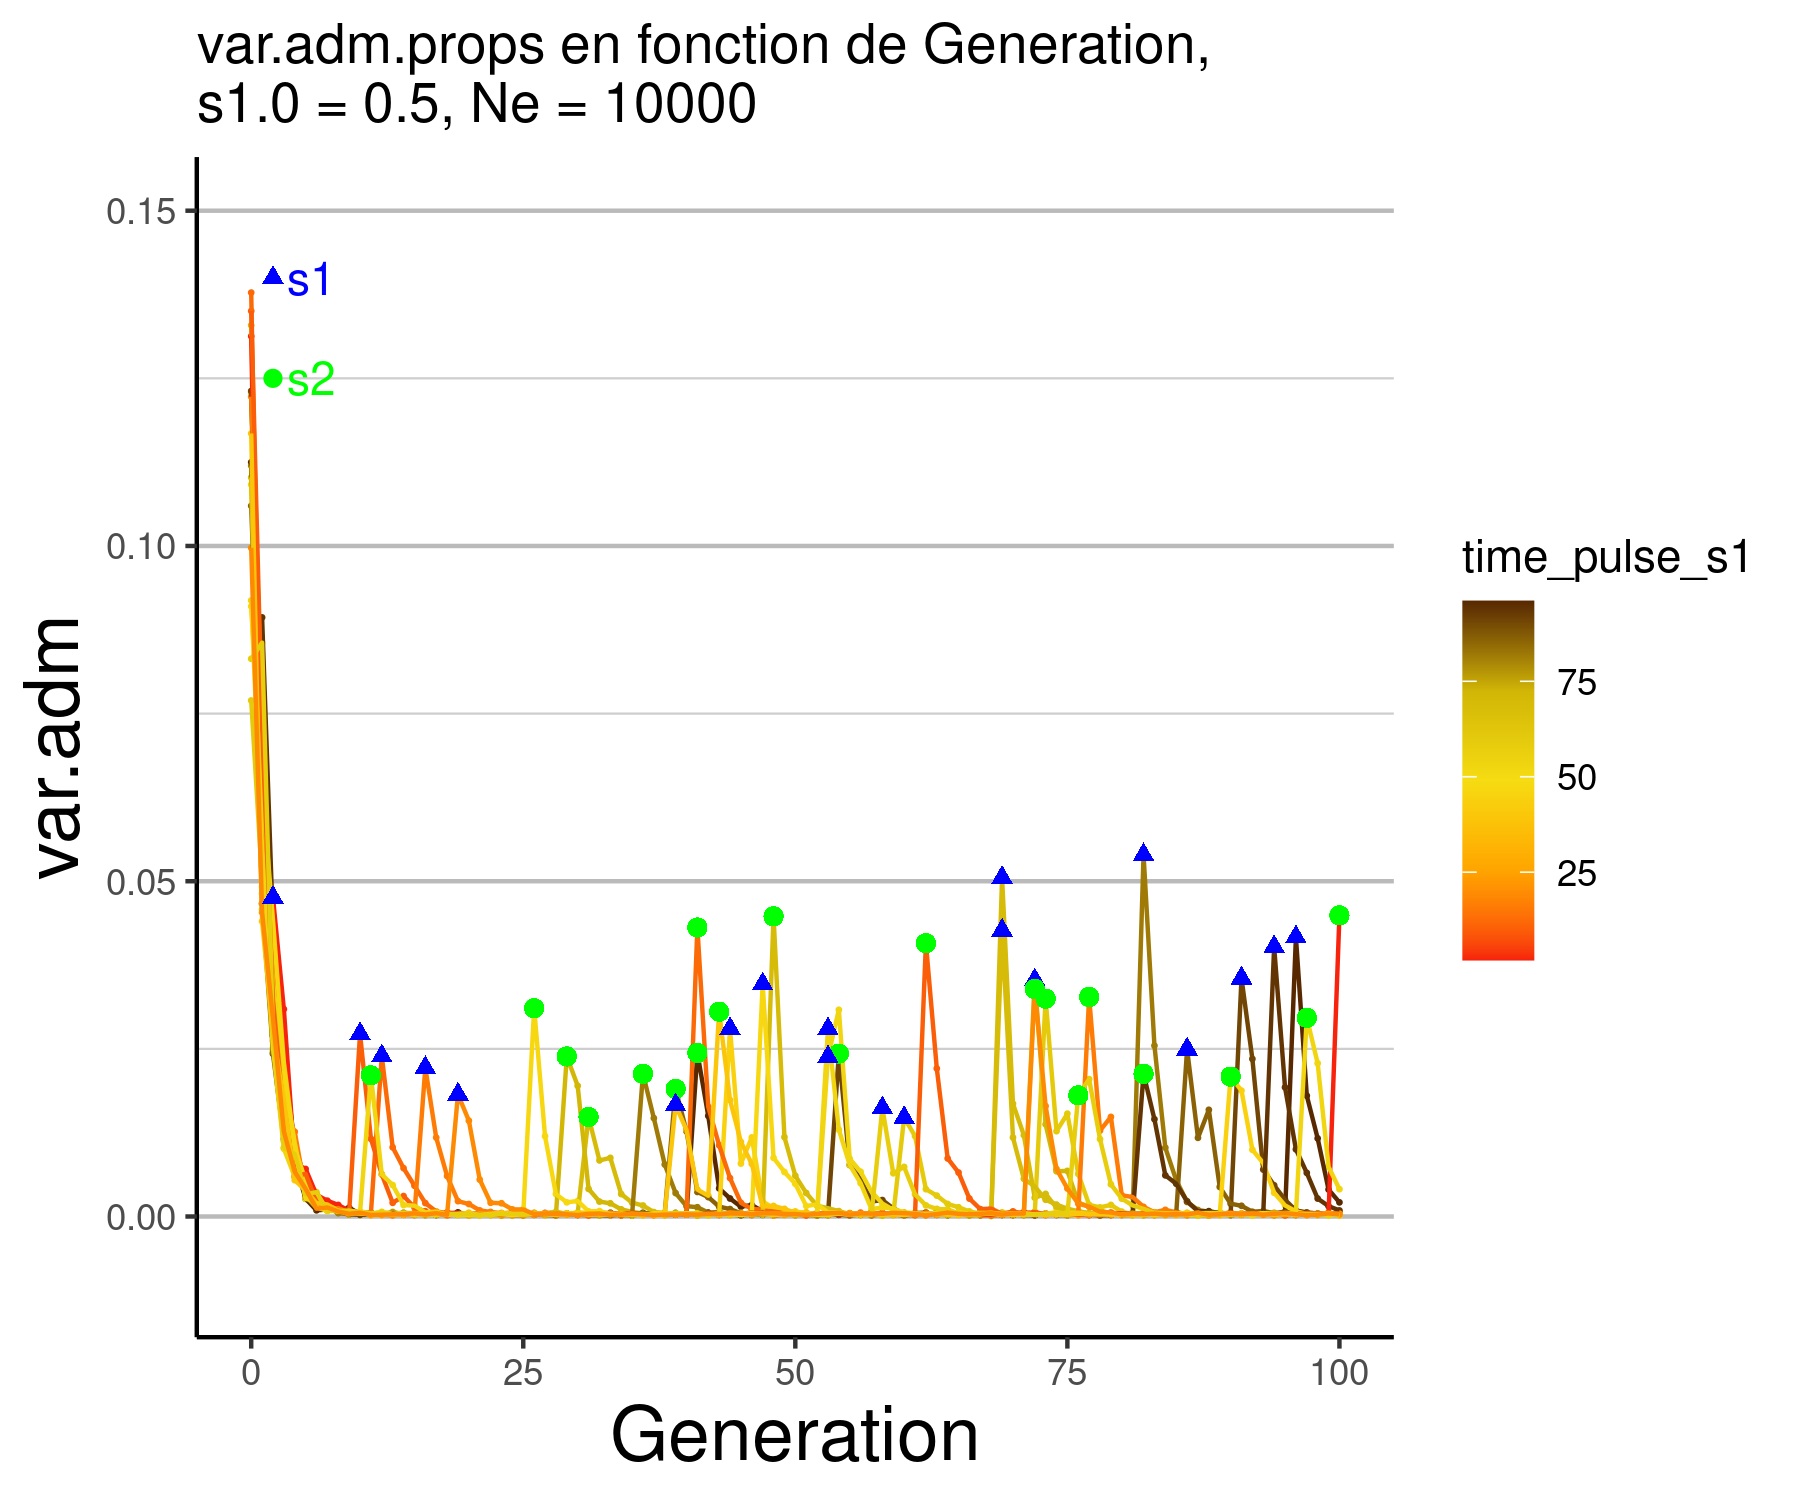 var.adm.props en fonction de Generation,
s1.0 = 0.5, Ne = 10000
0.15
s1
s2
0.10
0.05
0.00
var.adm
0 25 50 75 100
Generation
time_pulse_s1
75
50
25